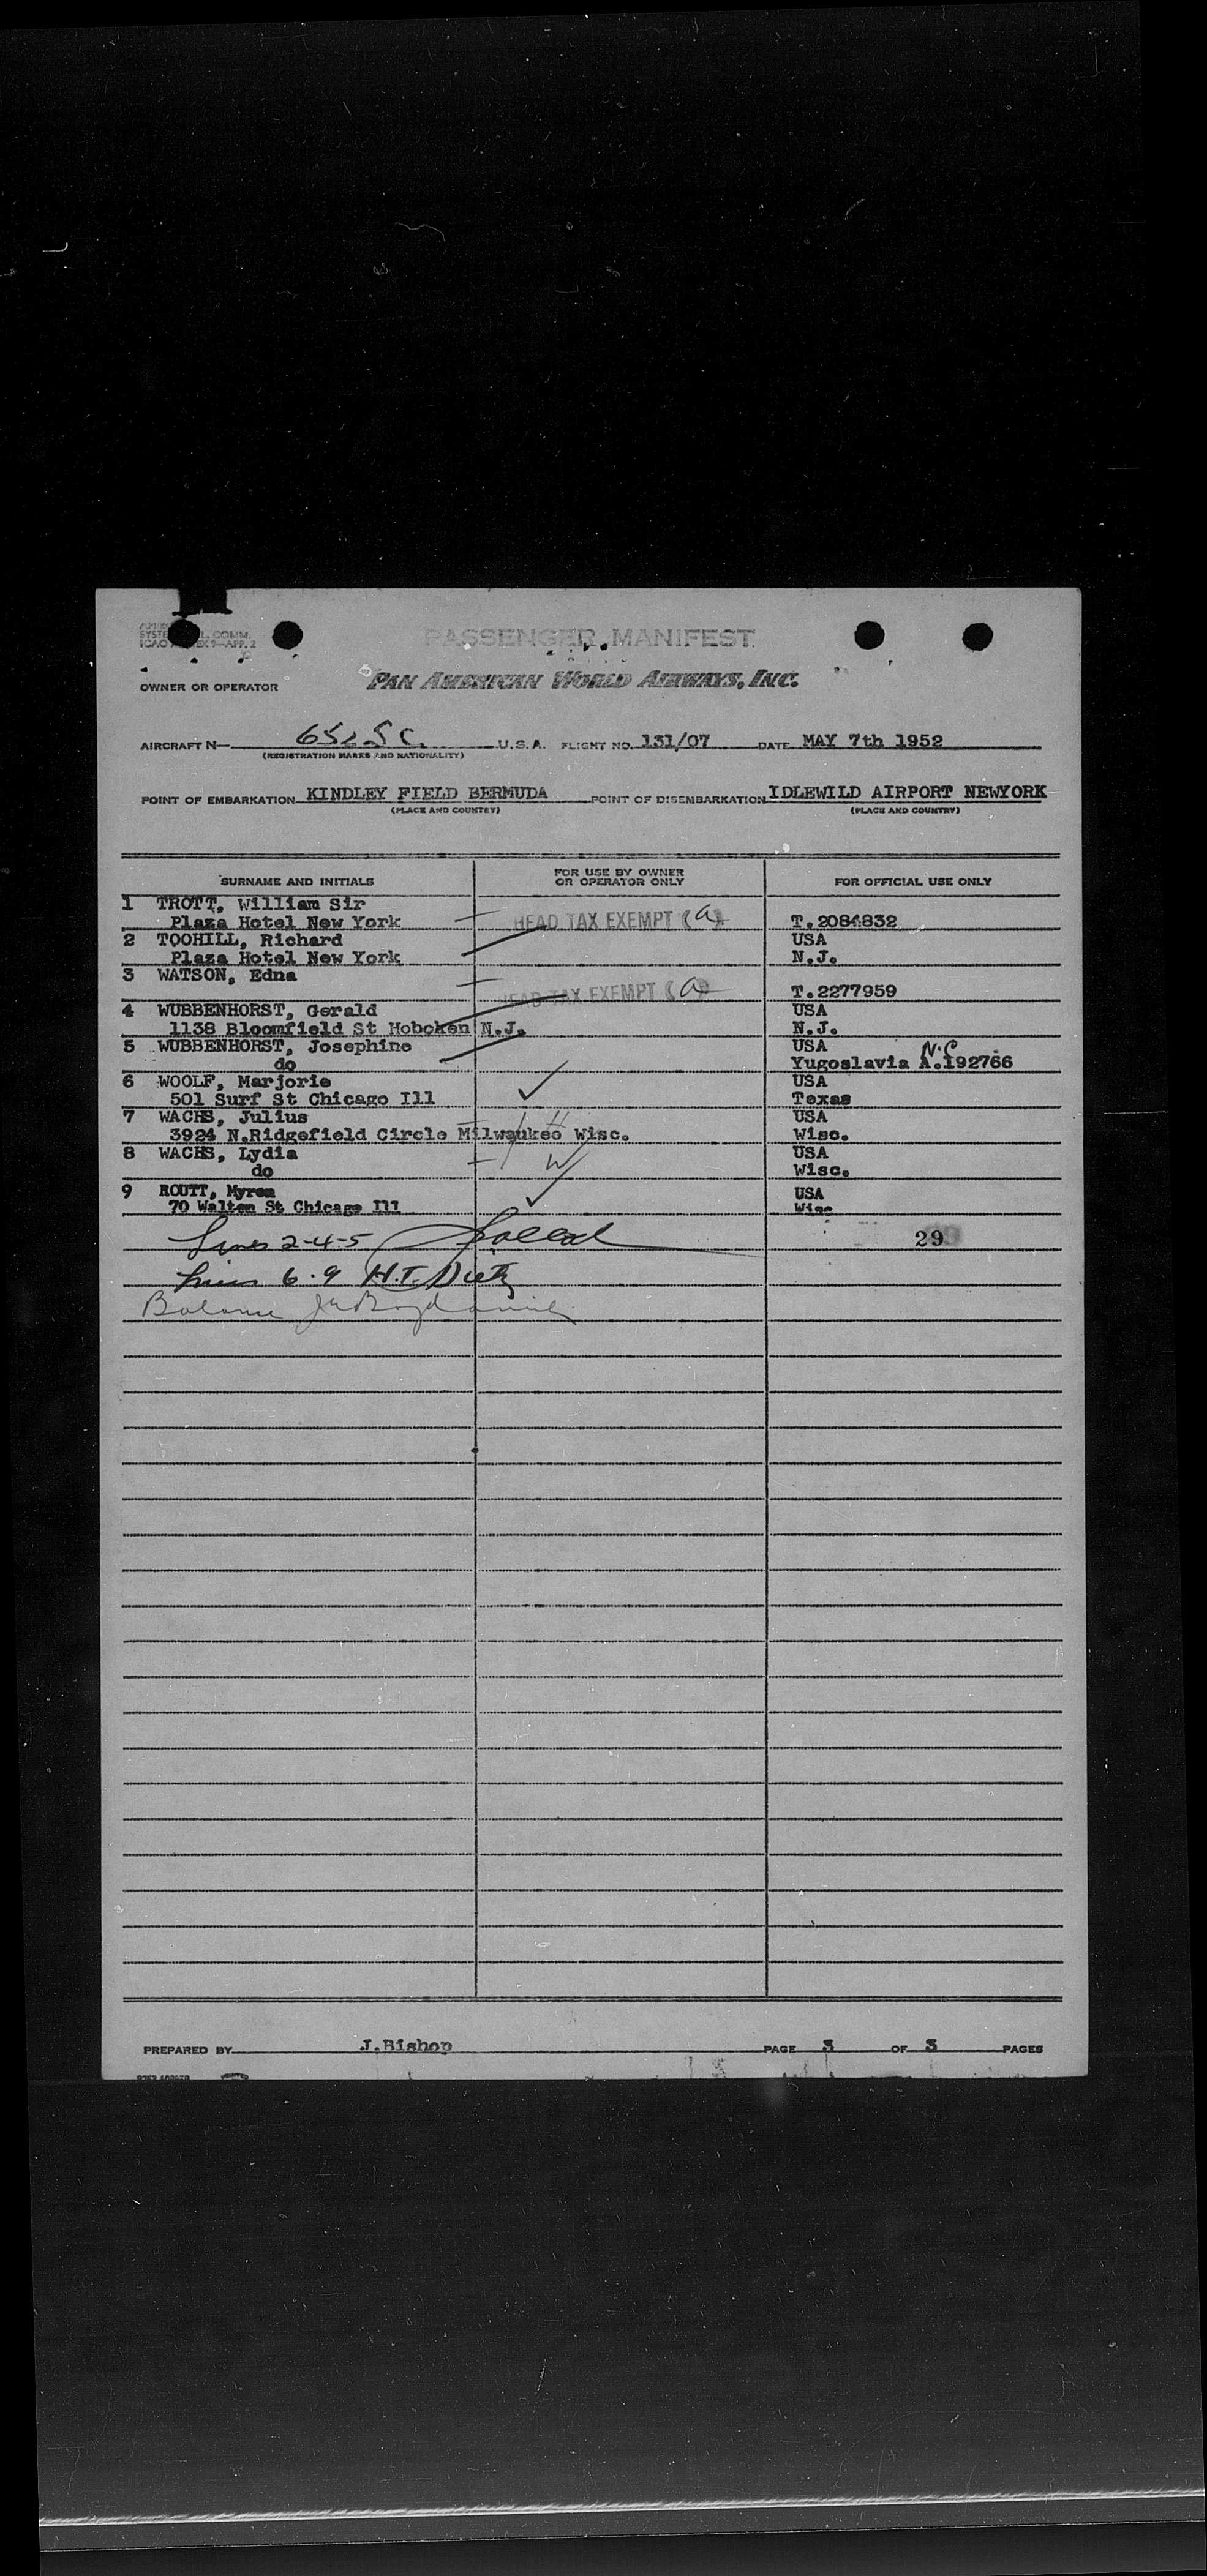 PASSENGER MANIFEST
OWNER OR OPERATOR PAN AMERICAN WORLD AIRWAYS, INC.
AIRCRAFT N— U.S.A. FLIGHT NO. 131/07 DATE MAY 7th 1952
(REGISTRATION MARKS AND NATIONALITY)
POINT OF EMBARKATION KINDLEY FIELD BERMUDA POINT OF DISEMBARKATION IDLEWILD AIRPORT NEWYORK
(PLACE AND COUNTRY) (PLACE AND COUNTRY)
SURNAME AND INITIALS FOR USE BY OWNER OR OPERATOR ONLY FOR OFFICIAL USE ONLY
1 TROTT, William Sir
Plaza Hotel New York HEAD TAX EXEMPT (a) T.2084832
2 TOOHILL, Richard USA
Plaza Hotel New York N.J.
3 WATSON, Edna
HEAD TAX EXEMPT (a) T.2277959
4 WUBBENHORST, Gerald USA
1138 Bloomfield St Hoboken N.J. N.J.
5 WUBBENHORST, Josephine USA N.C.
do Yugoslavia A.192766
6 WOOLF, Marjorie USA
501 Surf St Chicago Ill Texas
7 WACHS, Julius USA
3924 N.Ridgefield Circle Milwaukee Wisc. Wisc.
8 WACHS, Lydia USA
do Wisc.
9 ROUTT, Myron USA
70 Walton St Chicago Ill Wisc
Lines 2-4-5 29
Lines 6-9 H.T. Dietz
Balance
PREPARED BY J.Bishop PAGE 3 OF 3 PAGES